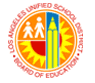 LOS ANGELES UNIFIED SCHOOL DISTRICT
BOARD OF EDUCATION